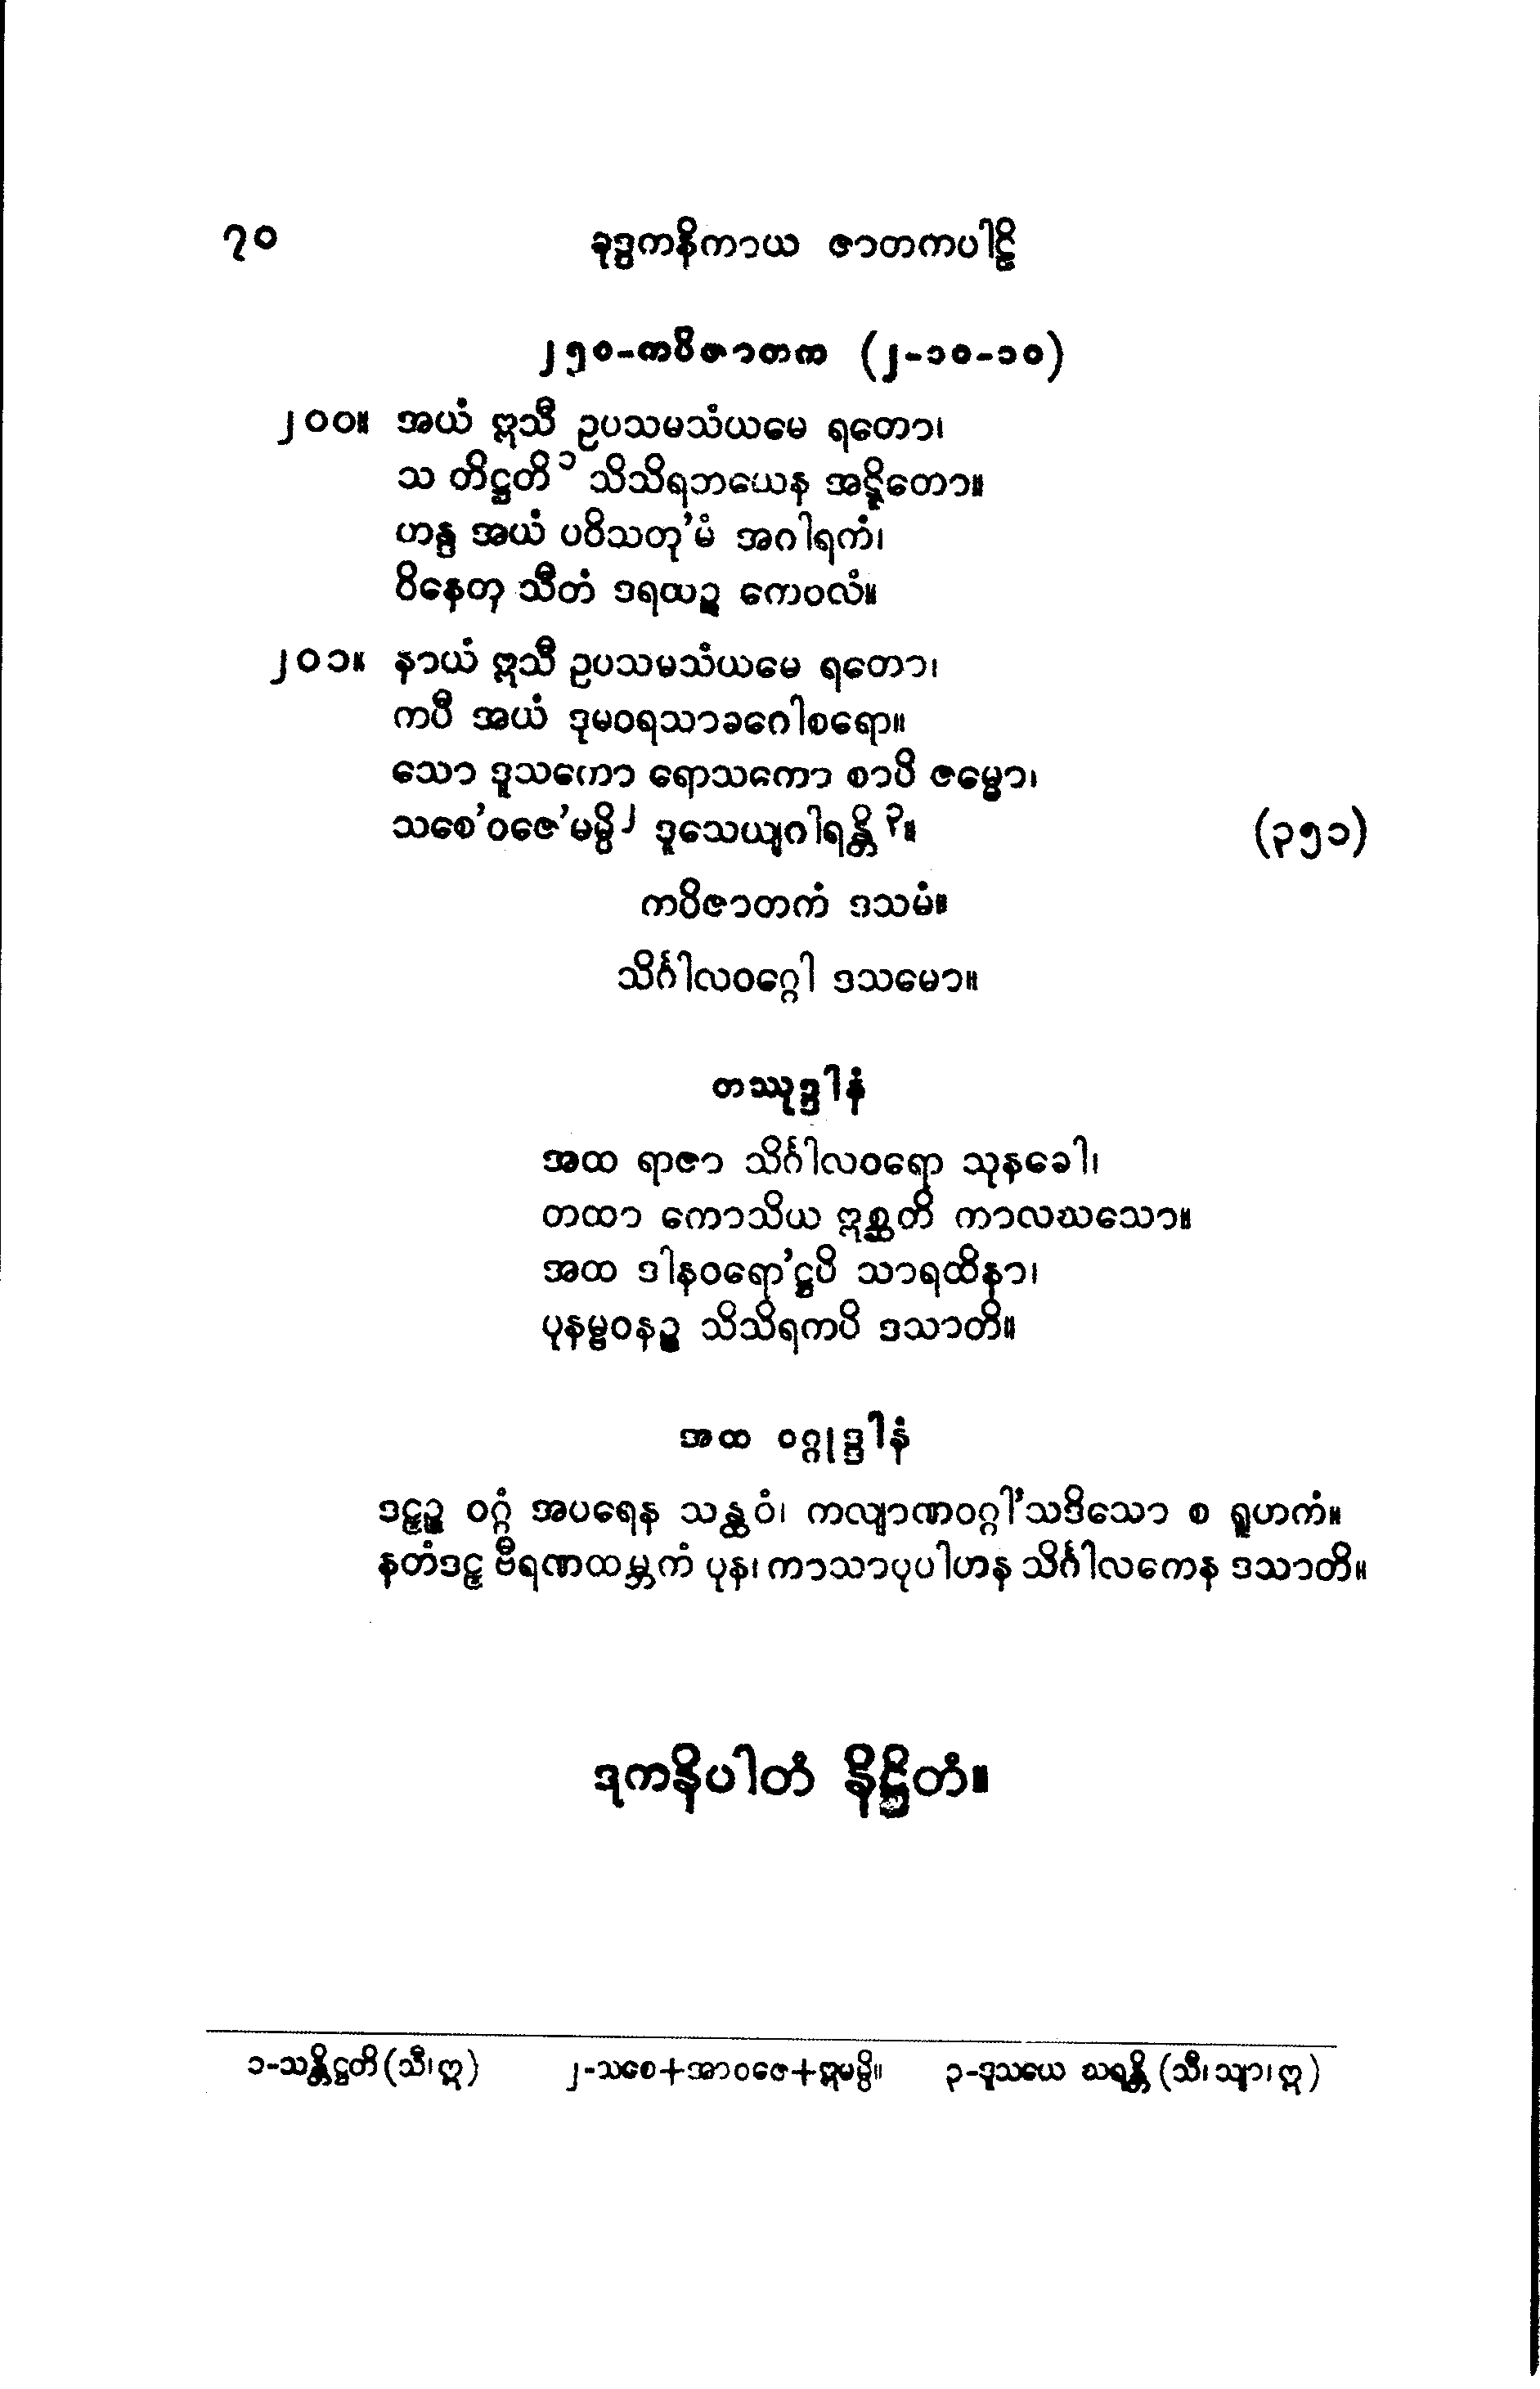 ၇၀ ခုဒ္ဒကနိကာယ ဇာတကပါဠိ
၂၅၀-ကပိဇာတက (၂-၁၀-၁၀)
၂၀၀။ အယံ ဣသီ ဥပသမသံယမေ ရတော၊
သ တိဋ္ဌတိ ၁ သိသိရဘယေန အဋ္ဋိတော။
ဟန္ဒ အယံ ပဝိသတု’မံ အဂါရကံ၊
ဝိနေတု သီတံ ဒရထဉ္စ ကေဝလံ။
၂၀၁။ နာယံ ဣသီ ဥပသမသံယမေ ရတော၊
ကပီ အယံ ဒုမဝရသာခဂေါစရော။
သော ဒူသကော ရောသကော စာပိ ဇမ္မော၊
သစေ’ဝဇေ’မမ္ပိ ၂ ဒူသေယျဂါရန္တိ ၃။ (၃၅၁)
ကပိဇာတကံ ဒသမံ။
သိင်္ဂါလဝဂ္ဂေါ ဒသမော။
တဿုဒ္ဒါနံ
အထ ရာဇာ သိင်္ဂါလဝရော သုနခေါ၊
တထာ ကောသိယ ဣစ္ဆတိ ကာလဃသော။
အထ ဒါနဝရော’ဋ္ဌပိ သာရထိနာ၊
ပုနမ္ဗဝနဉ္စ သိသိရကပိ ဒသာတိ။
အထ ဝဂ္ဂုဒ္ဒါနံ
ဒဠှဉ္စ ဝဂ္ဂံ အပရေန သန္ထဝံ၊ ကလျာဏဝဂ္ဂါ’သဒိသော စ ရူဟကံ။
နတံဒဠှ ဗီရဏထမ္ဘကံ ပုန၊ ကာသာပုပါဟန သိင်္ဂါလကေန ဒသာတိ။
ဒုကနိပါတံ နိဋ္ဌိတံ။
၁-သန္တိဋ္ဌတိ (သီ၊ ဣ) ၂-သစေ+အာဝဇေ+ဣမမ္ပိ။ ၃-ဒူသယေ ဃရန္တိ (သီ၊ သျာ၊ ဣ)